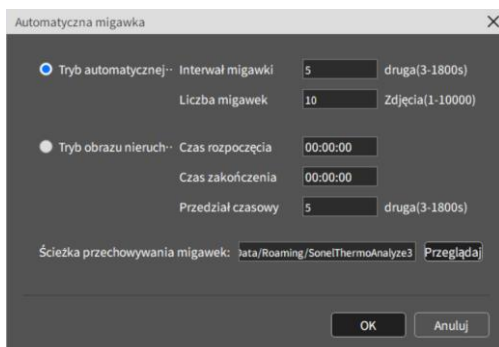 Automatyczna migawka
Tryb automatycznej·· Interwał migawki 5 druga(3-1800s)
Liczba migawek 10 Zdjęcia(1-10000)
Tryb obrazu nieruch·· Czas rozpoczęcia 00:00:00
Czas zakończenia 00:00:00
Przedział czasowy 5 druga(3-1800s)
Ścieżka przechowywania migawek: Data/Roaming/SonelThermoAnalyze3 Przeglądaj
OK Anuluj